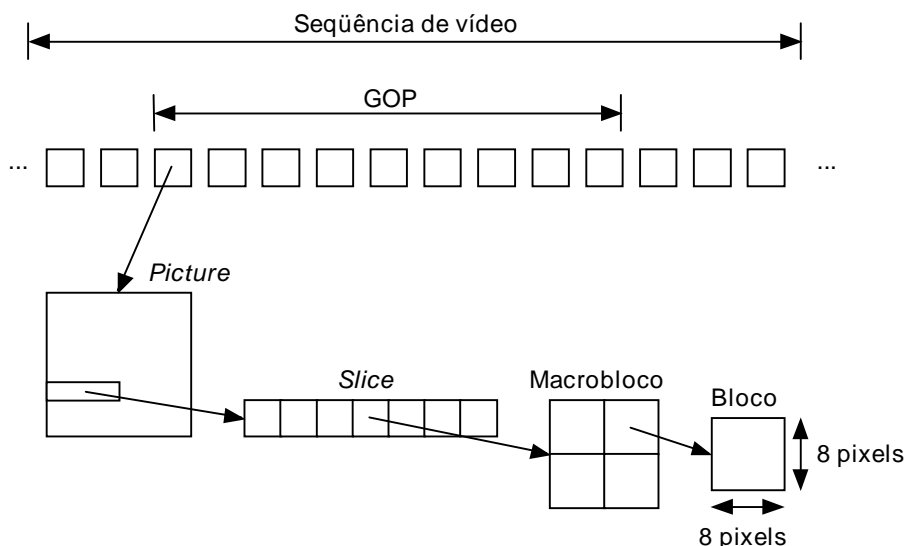 Seqüência de vídeo
GOP
... ...
Picture
Slice
Macrobloco
Bloco
8 pixels
8 pixels